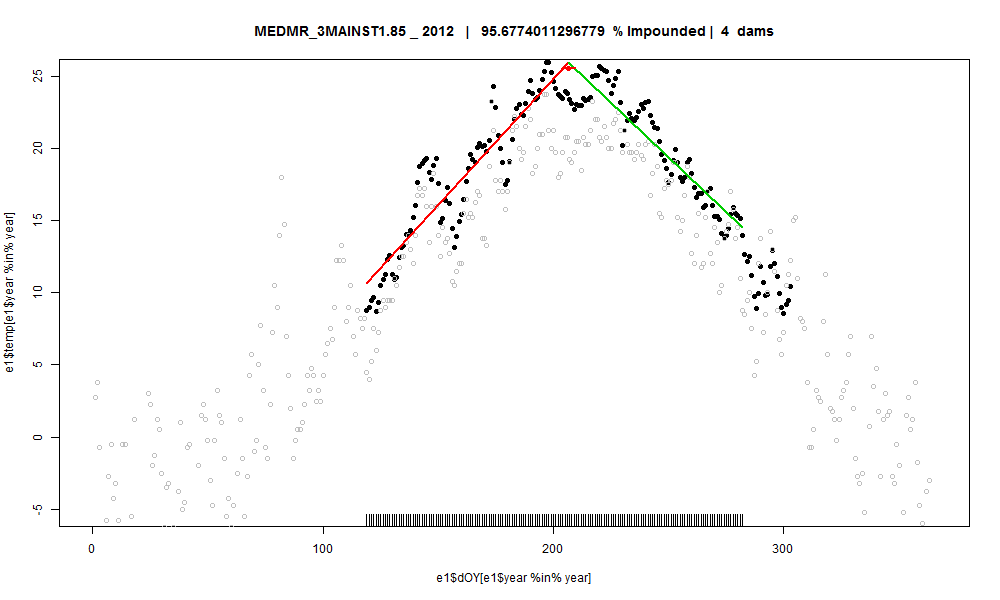 MEDMR_3MAINST1.85 _ 2012 | 95.6774011296779 % Impounded | 4 dams
e1$temp[e1$year %in% year]
25
20
15
10
5
0
-5
0 100 200 300
e1$dOY[e1$year %in% year]